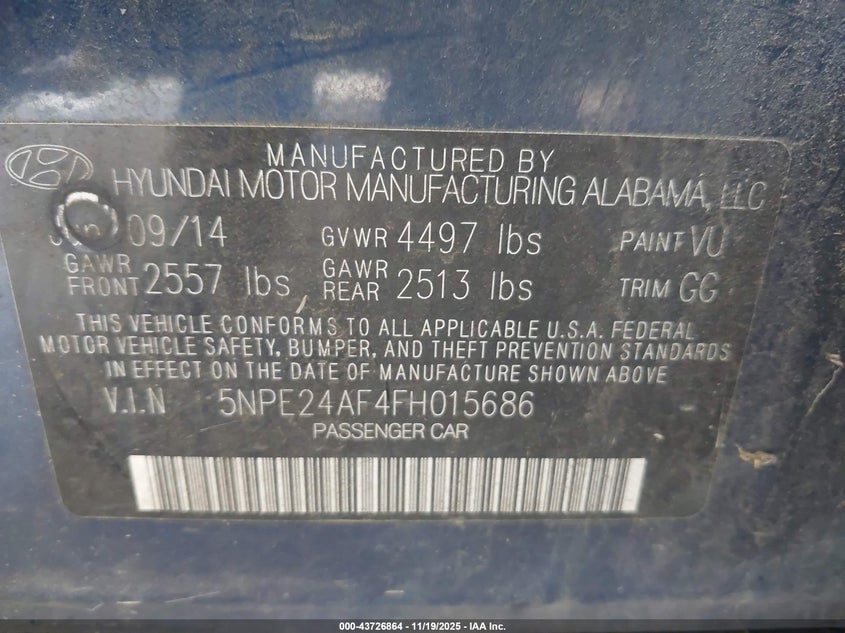 MANUFACTURED BY
HYUNDAI MOTOR MANUFACTURING ALABAMA, LLC
09/14 GVWR 4497 lbs PAINT VU
GAWR FRONT 2557 lbs GAWR REAR 2513 lbs TRIM GG
THIS VEHICLE CONFORMS TO ALL APPLICABLE U.S.A. FEDERAL
MOTOR VEHICLE SAFETY, BUMPER, AND THEFT PREVENTION STANDARDS
IN EFFECT ON THE DATE OF MANUFACTURE SHOWN ABOVE
V.I.N 5NPE24AF4FH015686
PASSENGER CAR
000-43726864 — 11/19/2025 — IAA Inc.